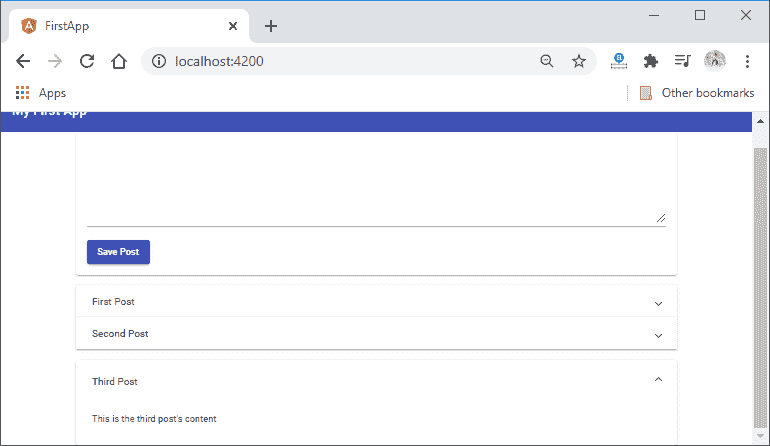 FirstApp
localhost:4200
Apps
Other bookmarks
My First App
Save Post
First Post
Second Post
Third Post
This is the third post's content